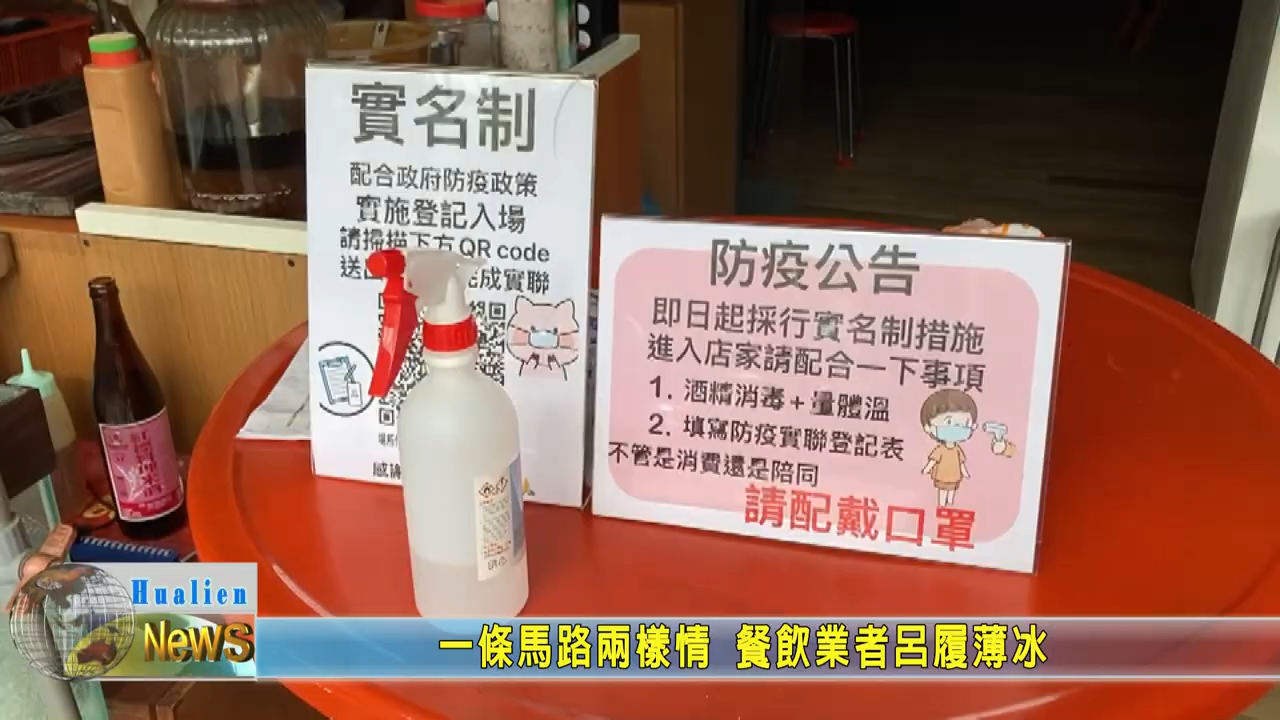 實名制
配合政府防疫政策
實施登記入場
請掃描下方QR code
送 完成實聯
防疫公告
即日起採行實名制措施
進入店家請配合一下事項
1. 酒精消毒+量體溫
2. 填寫防疫實聯登記表
不管是消費還是陪同
請配戴口罩
Hualien
News
一條馬路兩樣情 餐飲業者呂履薄冰